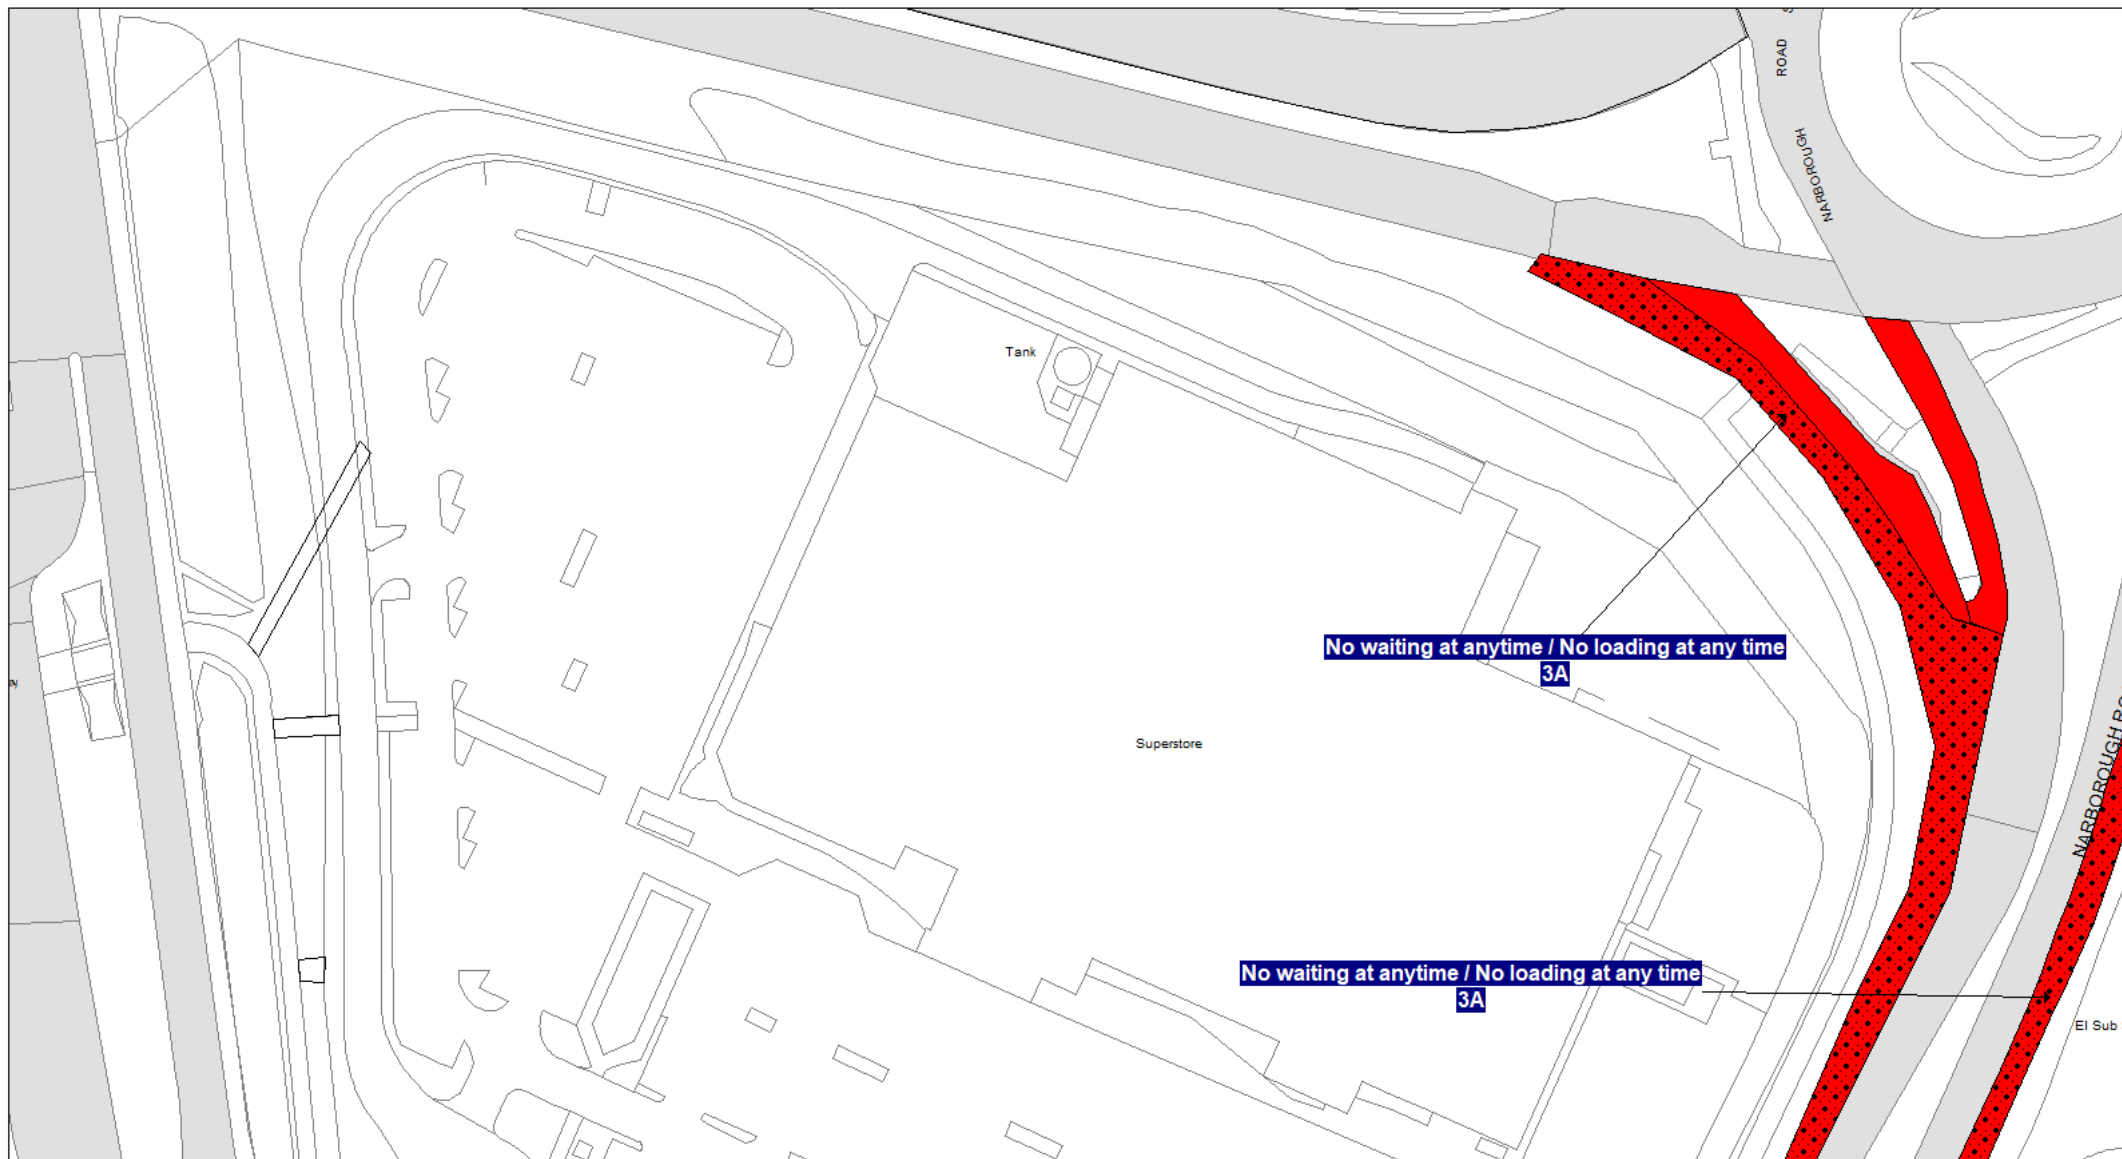 ROAD
NARBOROUGH
Tank
No waiting at anytime / No loading at any time
3A
Superstore
NARBOROUGH
No waiting at anytime / No loading at any time
3A
El Sub